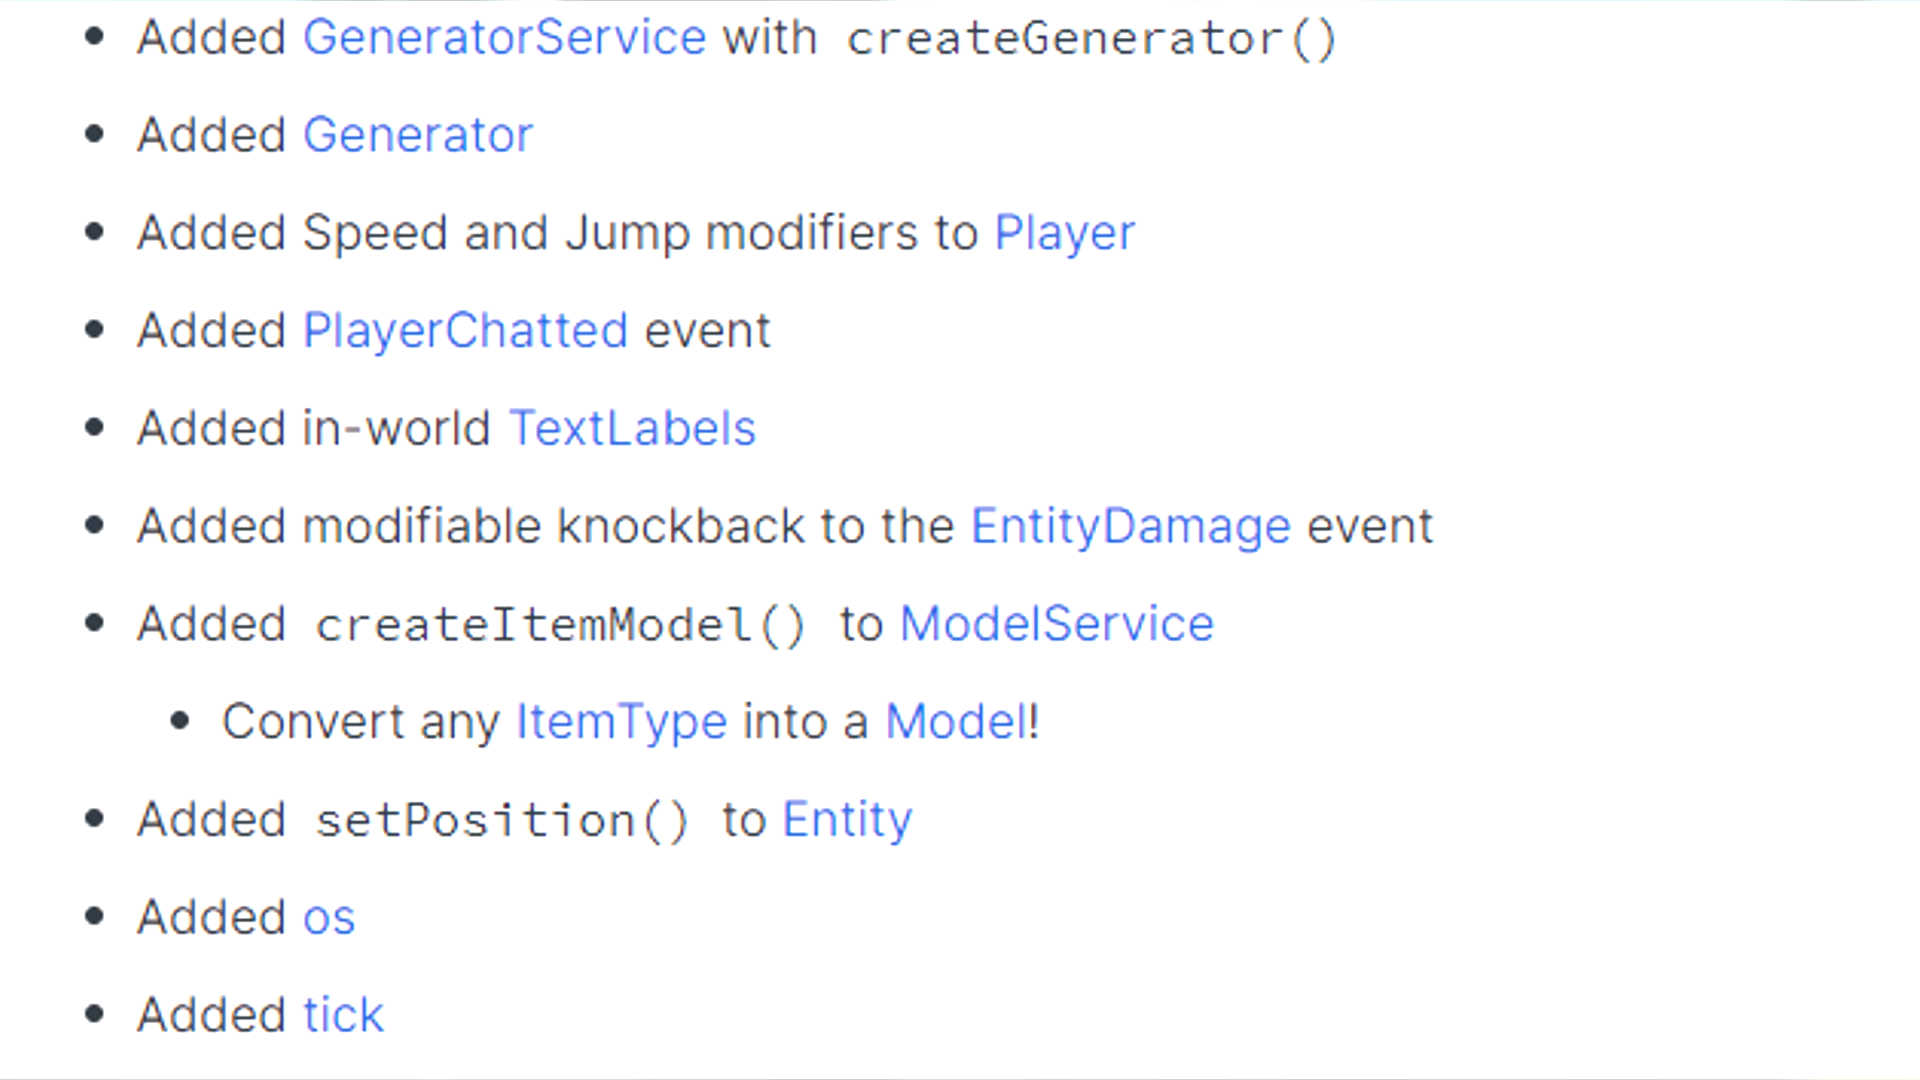 • Added GeneratorService with createGenerator()
• Added Generator
• Added Speed and Jump modifiers to Player
• Added PlayerChatted event
• Added in-world TextLabels
• Added modifiable knockback to the EntityDamage event
• Added createItemModel() to ModelService
• Convert any ItemType into a Model!
• Added setPosition() to Entity
• Added os
• Added tick